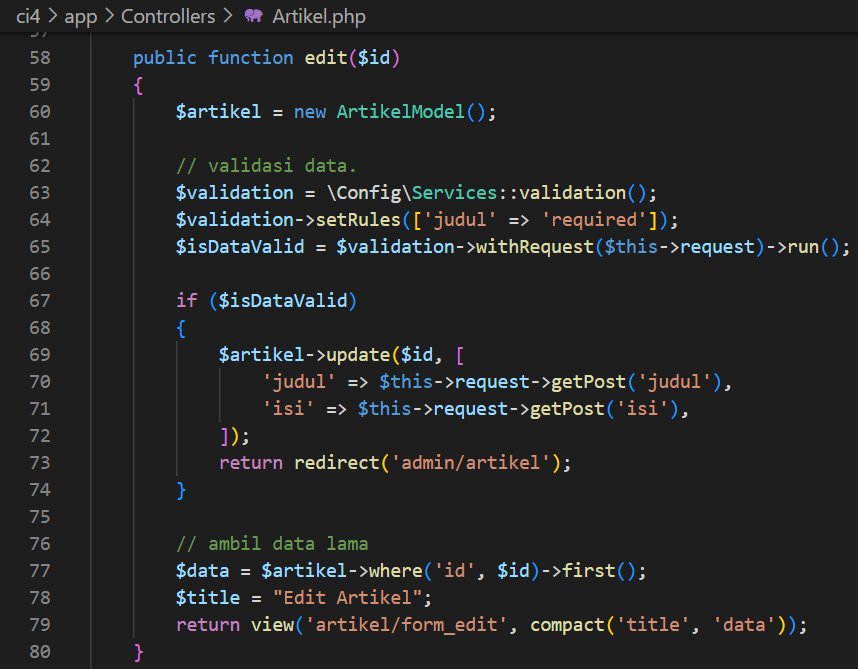 ci4 > app > Controllers > Artikel.php
57
58 public function edit($id)
59 {
60 $artikel = new ArtikelModel();
61
62 // validasi data.
63 $validation = \Config\Services::validation();
64 $validation->setRules(['judul' => 'required']);
65 $isDataValid = $validation->withRequest($this->request)->run();
66
67 if ($isDataValid)
68 {
69 $artikel->update($id, [
70 'judul' => $this->request->getPost('judul'),
71 'isi' => $this->request->getPost('isi'),
72 ]);
73 return redirect('admin/artikel');
74 }
75
76 // ambil data lama
77 $data = $artikel->where('id', $id)->first();
78 $title = "Edit Artikel";
79 return view('artikel/form_edit', compact('title', 'data'));
80 }